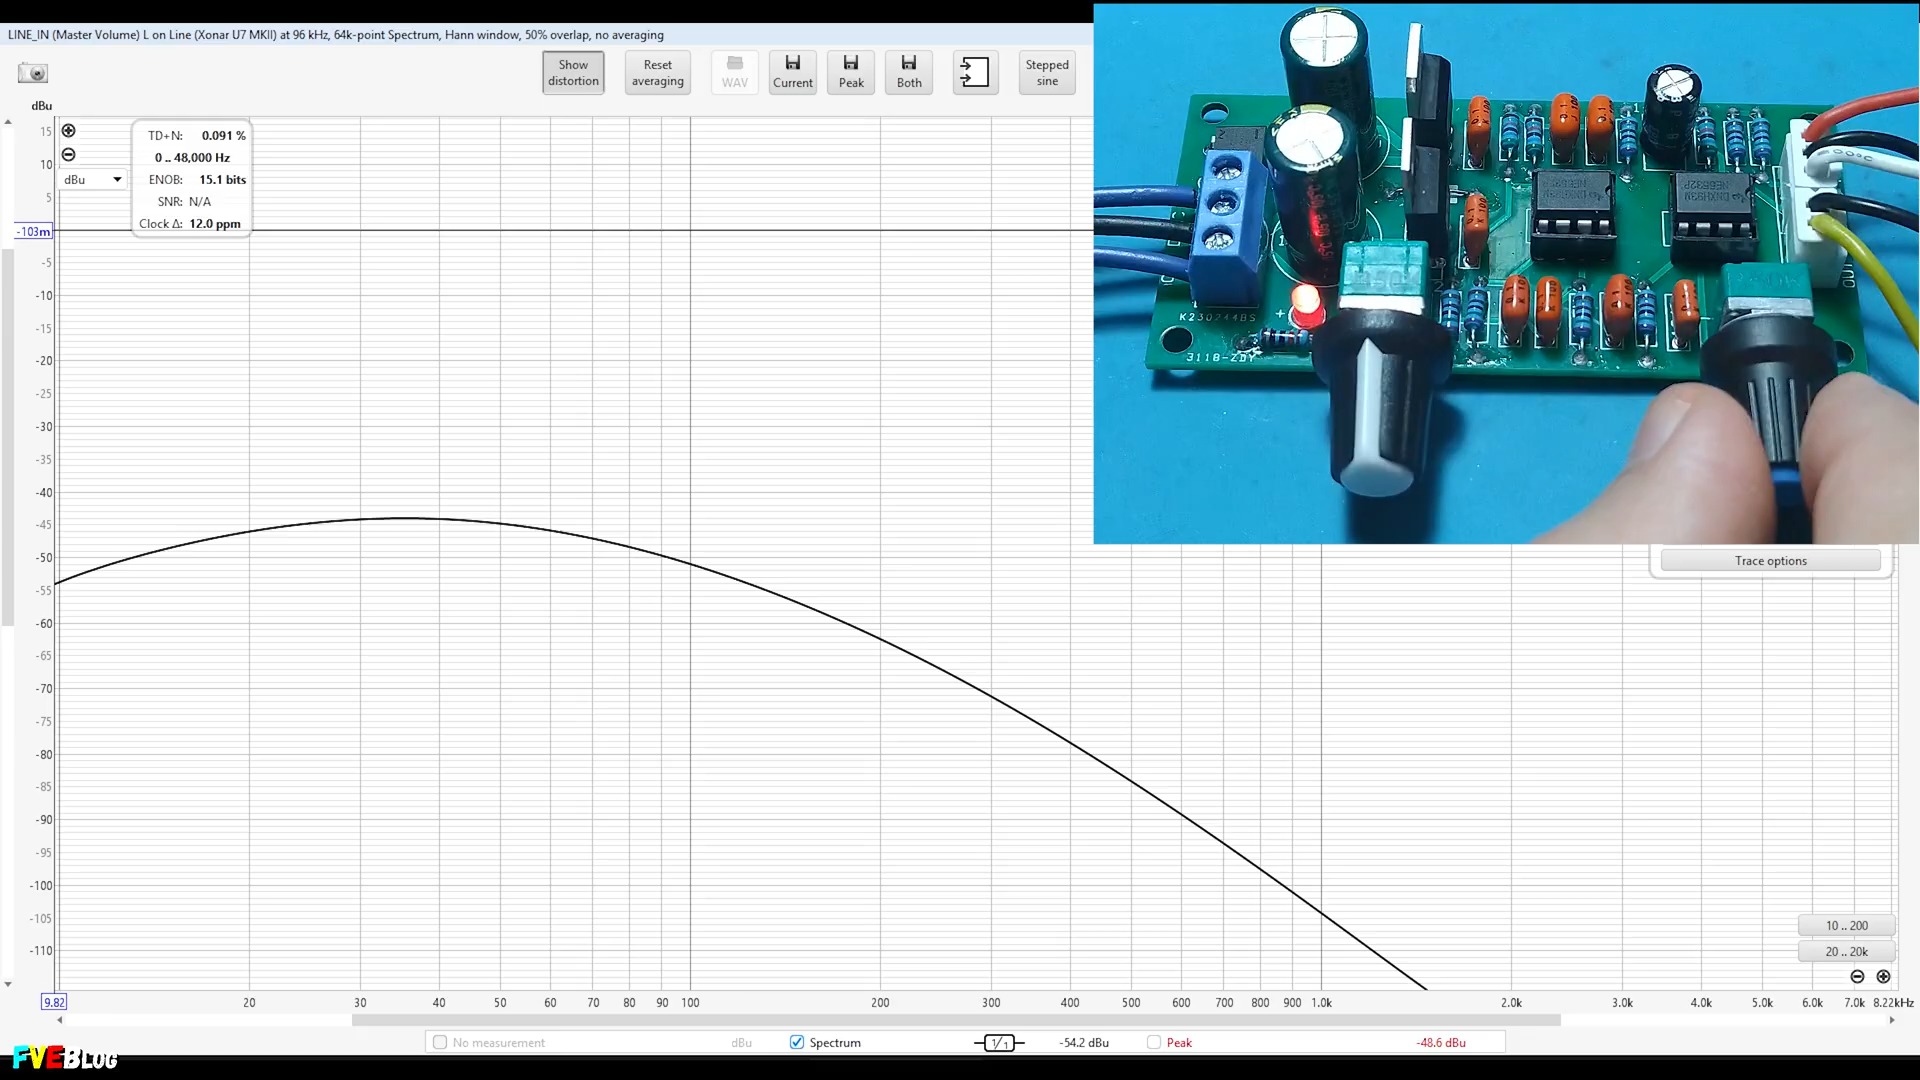 LINE_IN (Master Volume) L on Line (Xonar U7 MKII) at 96 kHz, 64k-point Spectrum, Hann window, 50% overlap, no averaging
Show distortion
Reset averaging
WAV
Current
Peak
Both
Stepped sine
dBu
15
10
5
-103m
-5
-10
-15
-20
-25
-30
-35
-40
-45
-50
-55
-60
-65
-70
-75
-80
-85
-90
-95
-100
-105
-110
dBu
TD+N: 0.091 %
0 .. 48,000 Hz
ENOB: 15.1 bits
SNR: N/A
Clock Δ: 12.0 ppm
K230744BS
3118-ZDY
Trace options
10 .. 200
20 .. 20k
9.82 20 30 40 50 60 70 80 90 100 200 300 400 500 600 700 800 900 1.0k 2.0k 3.0k 4.0k 5.0k 6.0k 7.0k 8.22kHz
No measurement dBu Spectrum 1/1 -54.2 dBu Peak -48.6 dBu
FVEBLOG